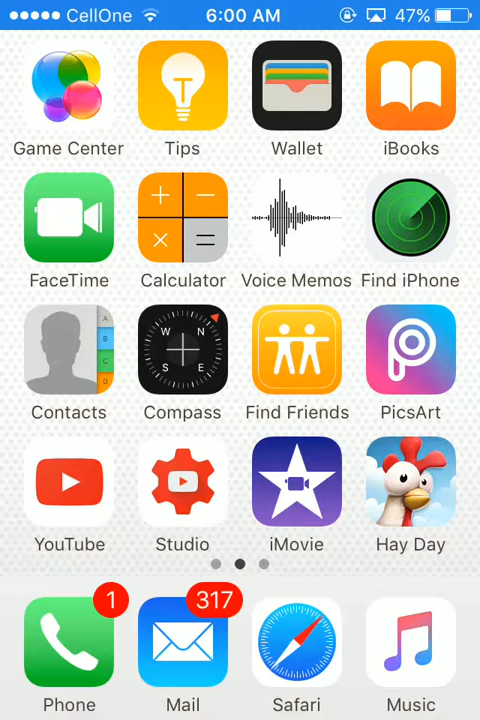 CellOne 6:00 AM 47%
Game Center Tips Wallet iBooks
FaceTime Calculator Voice Memos Find iPhone
A
B
C
D
W N
S E
Contacts Compass Find Friends PicsArt
YouTube Studio iMovie Hay Day
1 317
Phone Mail Safari Music